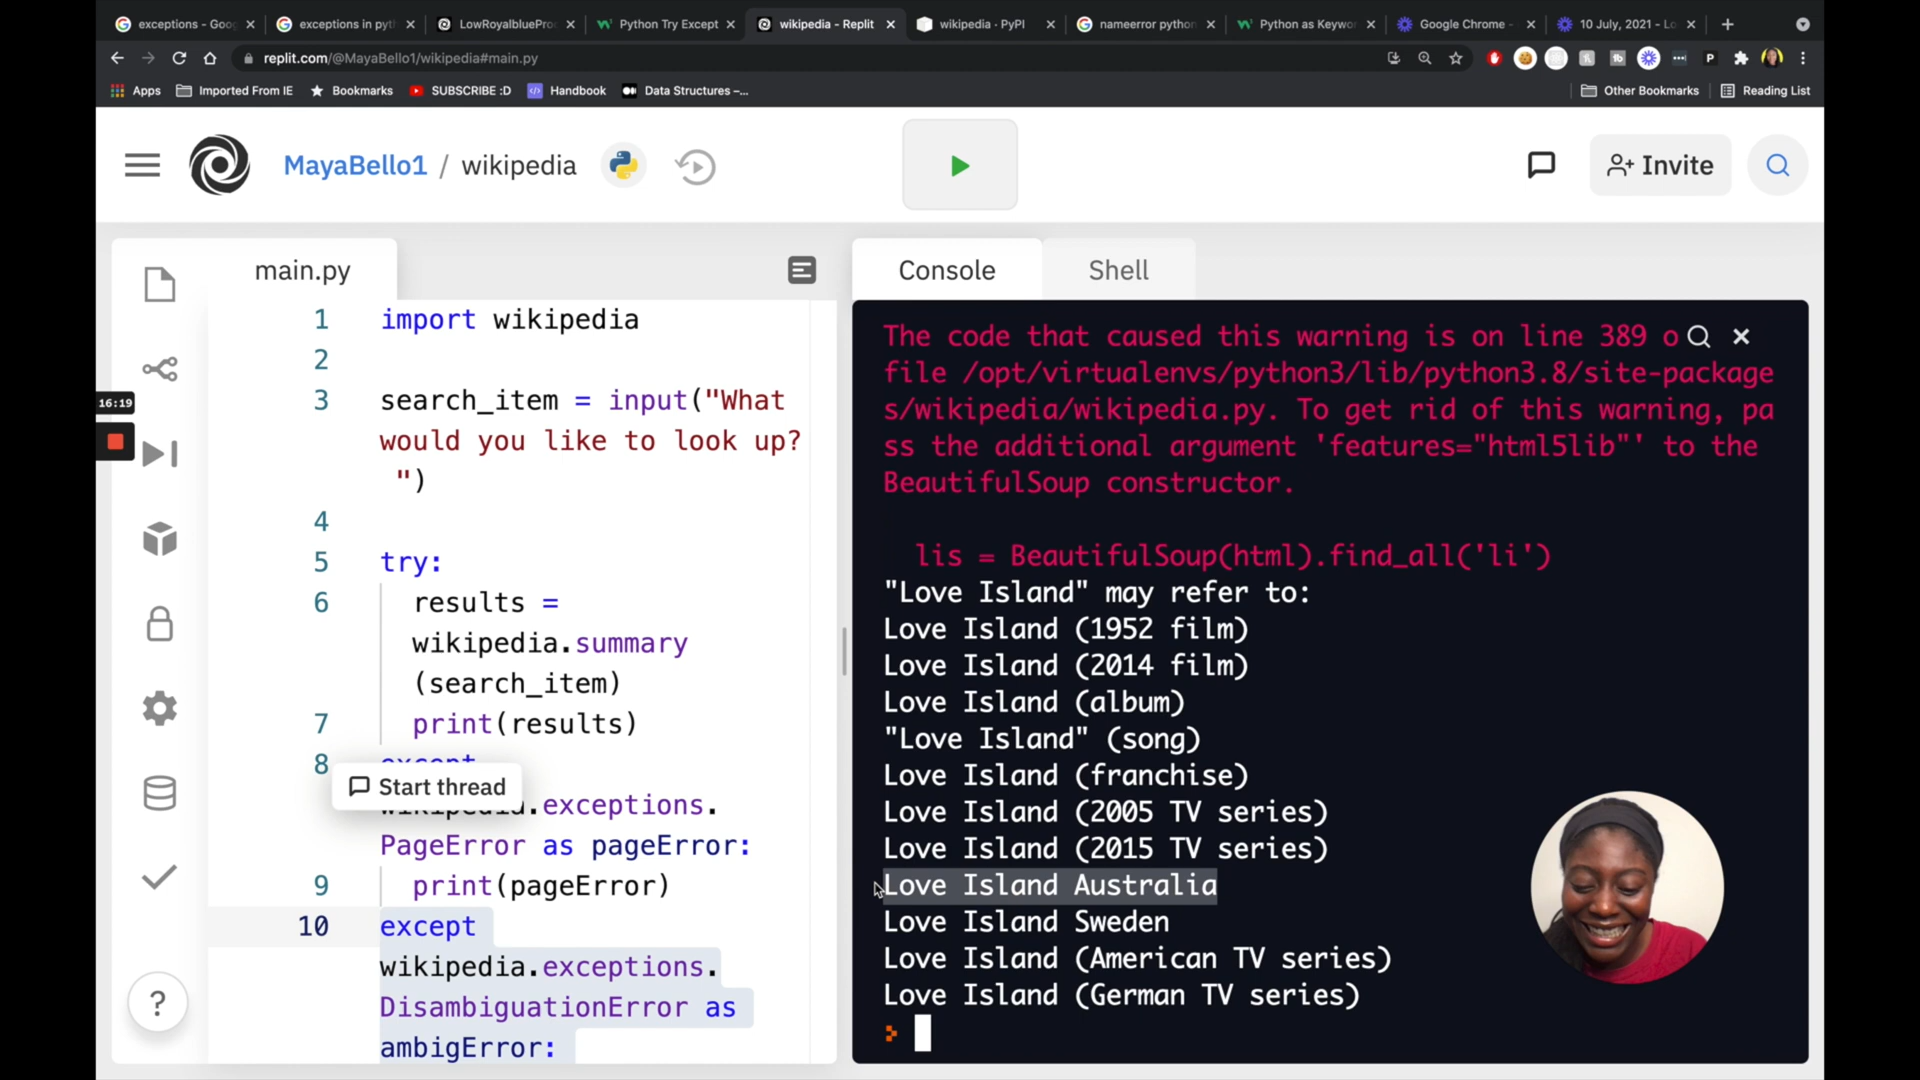 exceptions - Goo
exceptions in pyt
LowRoyalbluePro
Python Try Except
wikipedia - Replit
wikipedia · PyPI
nameerror python
Python as Keywo
Google Chrome -
10 July, 2021 - Lo
replit.com/@MayaBello1/wikipedia#main.py
Apps
Imported From IE
Bookmarks
SUBSCRIBE :D
Handbook
Data Structures –...
Other Bookmarks
Reading List
MayaBello1 / wikipedia
Invite
main.py
1 import wikipedia
2
3 search_item = input("What
would you like to look up?
")
4
5 try:
6 results =
wikipedia.summary
(search_item)
7 print(results)
8 except
Start thread
wikipedia.exceptions.
PageError as pageError:
9 print(pageError)
10 except
wikipedia.exceptions.
DisambiguationError as
ambigError:
16:19
?
Console
Shell
The code that caused this warning is on line 389 o
file /opt/virtualenvs/python3/lib/python3.8/site-package
s/wikipedia/wikipedia.py. To get rid of this warning, pa
ss the additional argument 'features="html5lib"' to the
BeautifulSoup constructor.
lis = BeautifulSoup(html).find_all('li')
"Love Island" may refer to:
Love Island (1952 film)
Love Island (2014 film)
Love Island (album)
"Love Island" (song)
Love Island (franchise)
Love Island (2005 TV series)
Love Island (2015 TV series)
Love Island Australia
Love Island Sweden
Love Island (American TV series)
Love Island (German TV series)